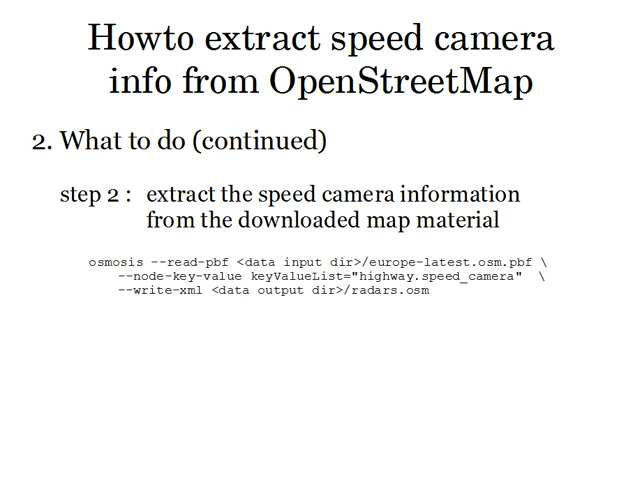 Howto extract speed camera
info from OpenStreetMap
2. What to do (continued)
step 2 : extract the speed camera information
from the downloaded map material
osmosis --read-pbf <data input dir>/europe-latest.osm.pbf \
--node-key-value keyValueList="highway.speed_camera" \
--write-xml <data output dir>/radars.osm